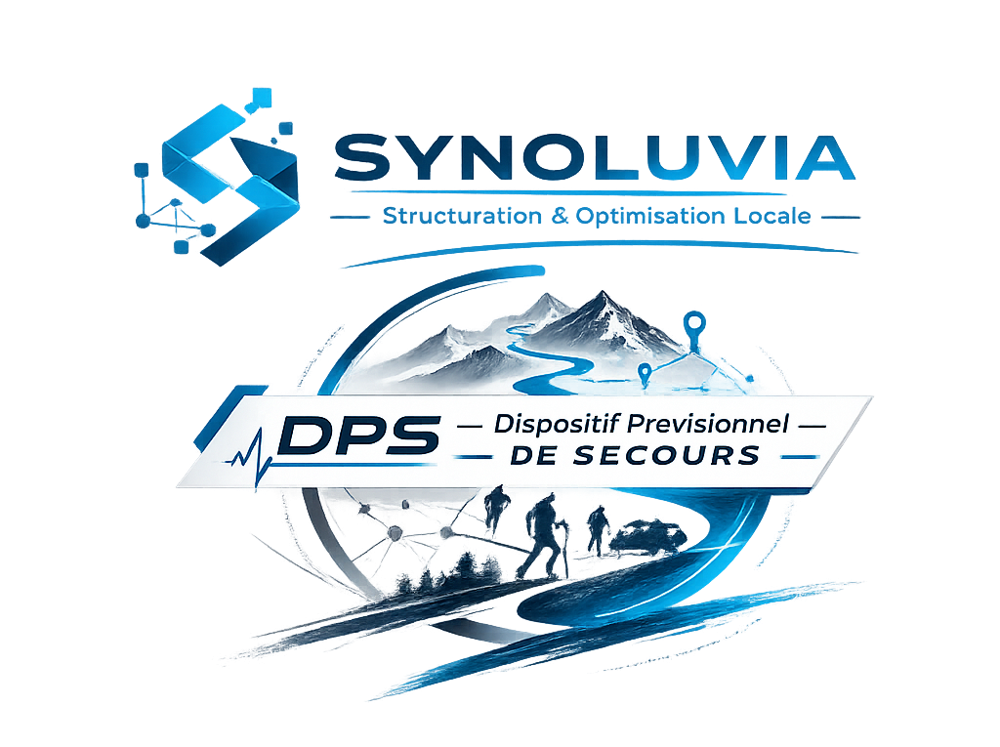 SYNOLUVIA
— Structuration & Optimisation Locale —
DPS
— Dispositif Previsionnel —
— DE SECOURS —